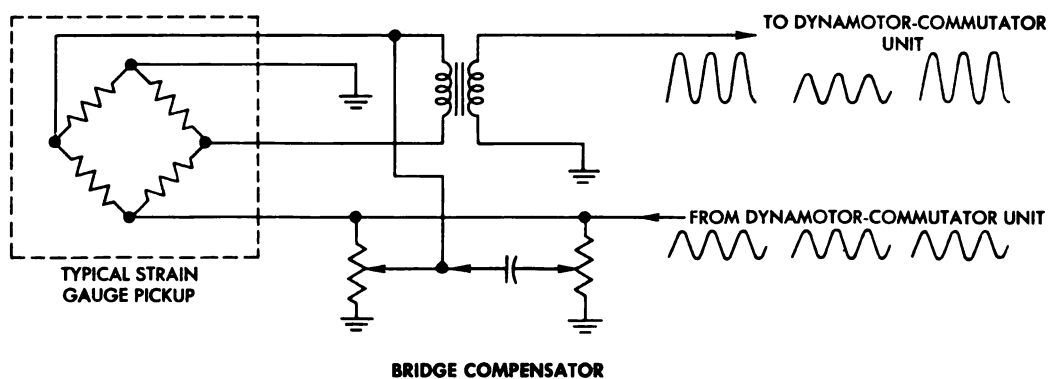 TO DYNAMOTOR-COMMUTATOR
UNIT
FROM DYNAMOTOR-COMMUTATOR UNIT
TYPICAL STRAIN
GAUGE PICKUP
BRIDGE COMPENSATOR